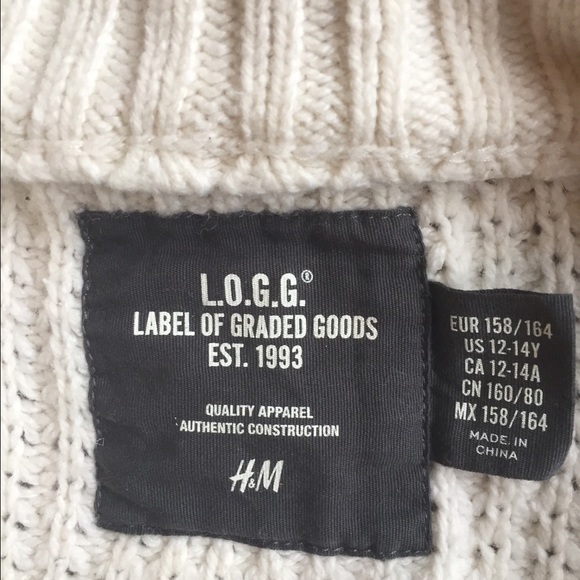 L.O.G.G.®
LABEL OF GRADED GOODS
EST. 1993
QUALITY APPAREL
AUTHENTIC CONSTRUCTION
H&M
EUR 158/164
US 12-14Y
CA 12-14A
CN 160/80
MX 158/164
MADE IN
CHINA